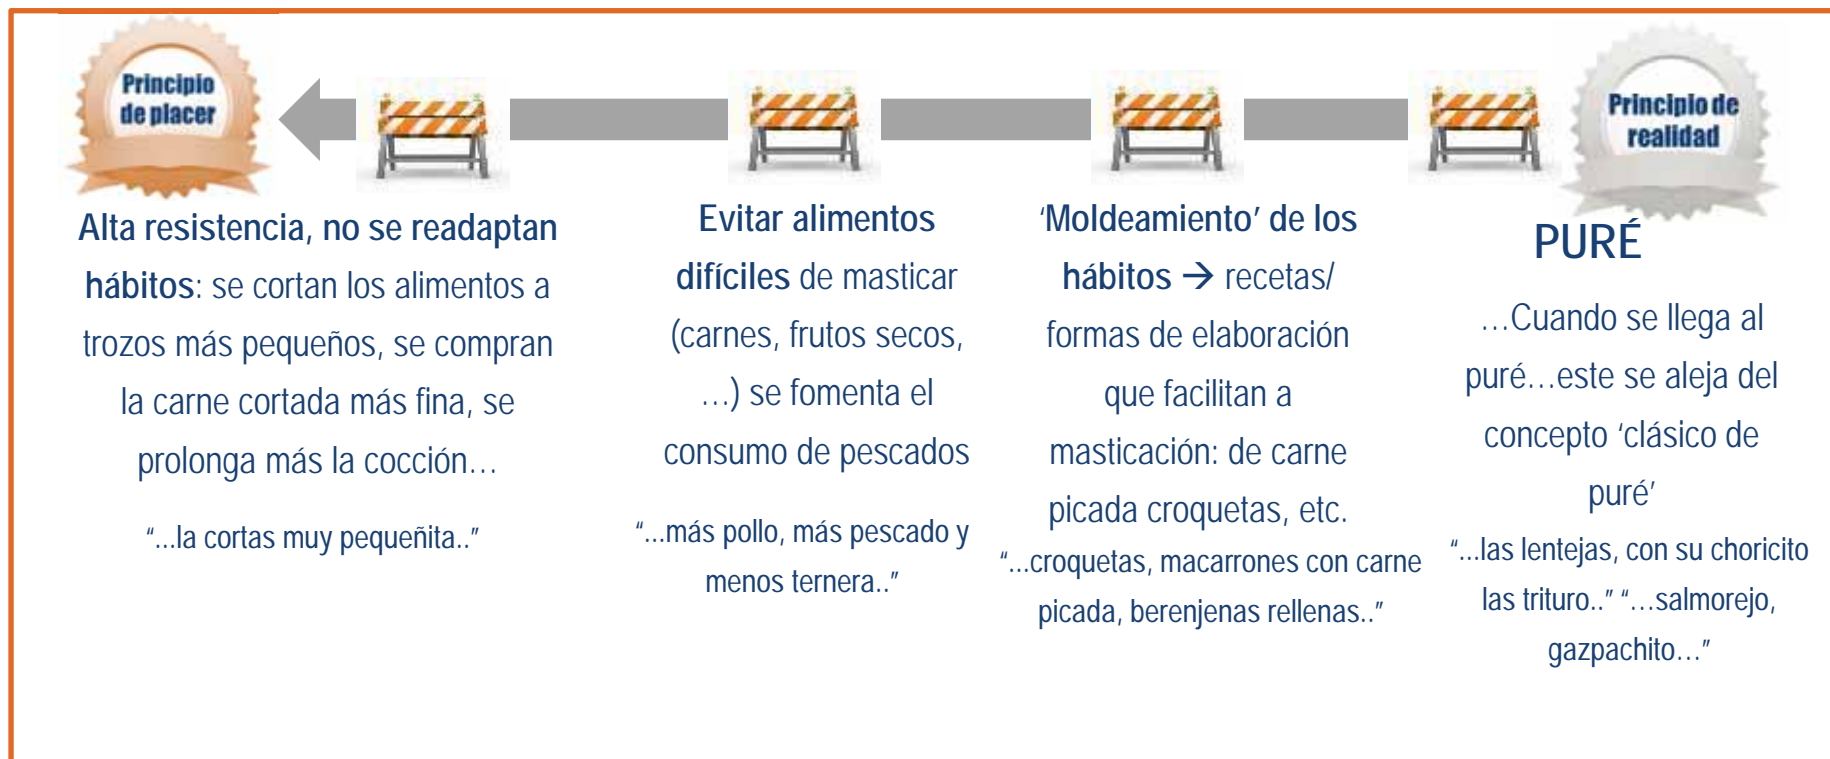 Principio
de placer
Principio de
realidad
Alta resistencia, no se readaptan
hábitos: se cortan los alimentos a
trozos más pequeños, se compran
la carne cortada más fina, se
prolonga más la cocción…
“...la cortas muy pequeñita..”
Evitar alimentos
difíciles de masticar
(carnes, frutos secos,
…) se fomenta el
consumo de pescados
“...más pollo, más pescado y
menos ternera..”
‘Moldeamiento’ de los
hábitos → recetas/
formas de elaboración
que facilitan a
masticación: de carne
picada croquetas, etc.
“...croquetas, macarrones con carne
picada, berenjenas rellenas..”
PURÉ
…Cuando se llega al
puré…este se aleja del
concepto ‘clásico de
puré’
“...las lentejas, con su choricito
las trituro..” “…salmorejo,
gazpachito…”